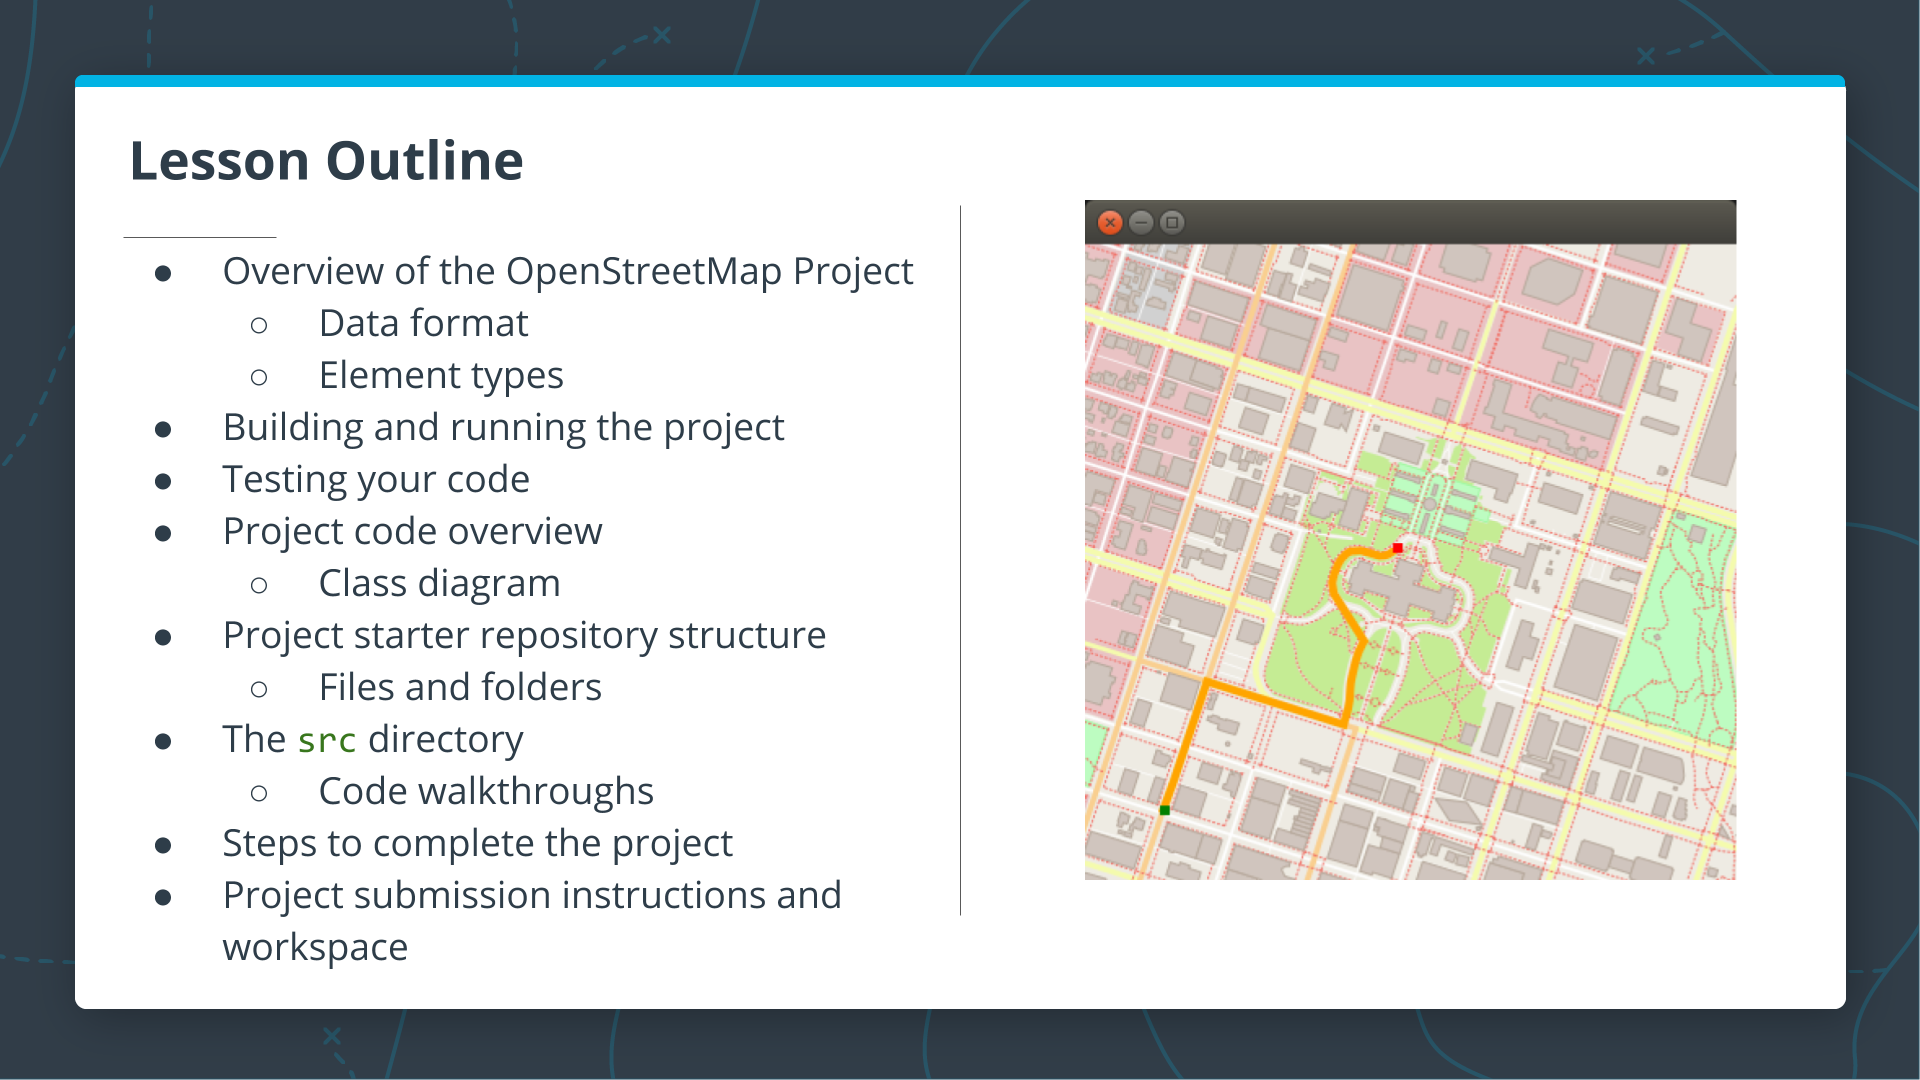 Lesson Outline
● Overview of the OpenStreetMap Project
○ Data format
○ Element types
● Building and running the project
● Testing your code
● Project code overview
○ Class diagram
● Project starter repository structure
○ Files and folders
● The src directory
○ Code walkthroughs
● Steps to complete the project
● Project submission instructions and
workspace